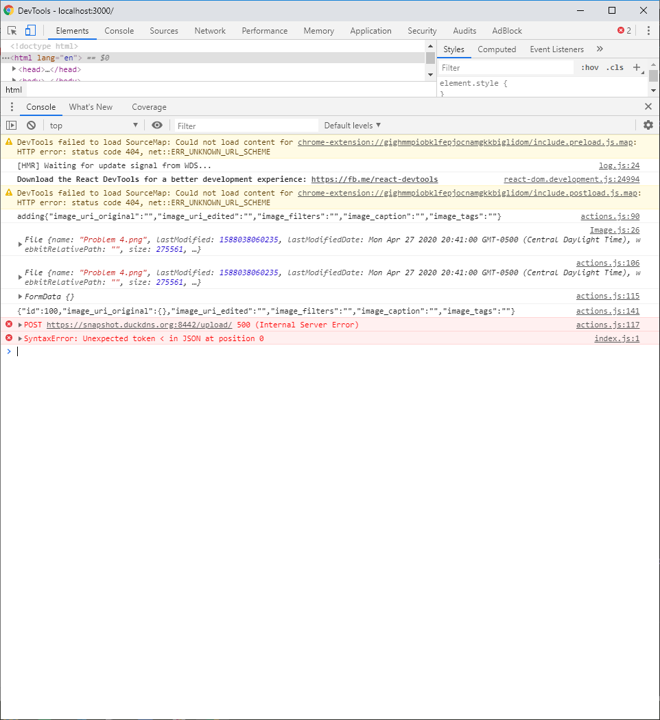 DevTools - localhost:3000/
Elements Console Sources Network Performance Memory Application Security Audits AdBlock 2
<!doctype html>
···<html lang="en"> == $0
<head>…</head>
html
Styles Computed Event Listeners »
Filter :hov .cls +
element.style {
}
Console What's New Coverage
top Filter Default levels
DevTools failed to load SourceMap: Could not load content for chrome-extension://gighmmpiobklfepjocnamgkkbiglidom/include.preload.js.map:
HTTP error: status code 404, net::ERR_UNKNOWN_URL_SCHEME
[HMR] Waiting for update signal from WDS... log.js:24
Download the React DevTools for a better development experience: https://fb.me/react-devtools react-dom.development.js:24994
DevTools failed to load SourceMap: Could not load content for chrome-extension://gighmmpiobklfepjocnamgkkbiglidom/include.postload.js.map:
HTTP error: status code 404, net::ERR_UNKNOWN_URL_SCHEME
adding{"image_uri_original":"","image_uri_edited":"","image_filters":"","image_caption":"","image_tags":""} actions.js:90
Image.js:26
File {name: "Problem 4.png", lastModified: 1588038060235, lastModifiedDate: Mon Apr 27 2020 20:41:00 GMT-0500 (Central Daylight Time), w
ebkitRelativePath: "", size: 275561, …}
actions.js:106
File {name: "Problem 4.png", lastModified: 1588038060235, lastModifiedDate: Mon Apr 27 2020 20:41:00 GMT-0500 (Central Daylight Time), w
ebkitRelativePath: "", size: 275561, …}
FormData {} actions.js:115
{"id":100,"image_uri_original":{},"image_uri_edited":"","image_filters":"","image_caption":"","image_tags":""} actions.js:141
POST https://snapshot.duckdns.org:8442/upload/ 500 (Internal Server Error) actions.js:117
SyntaxError: Unexpected token < in JSON at position 0 index.js:1